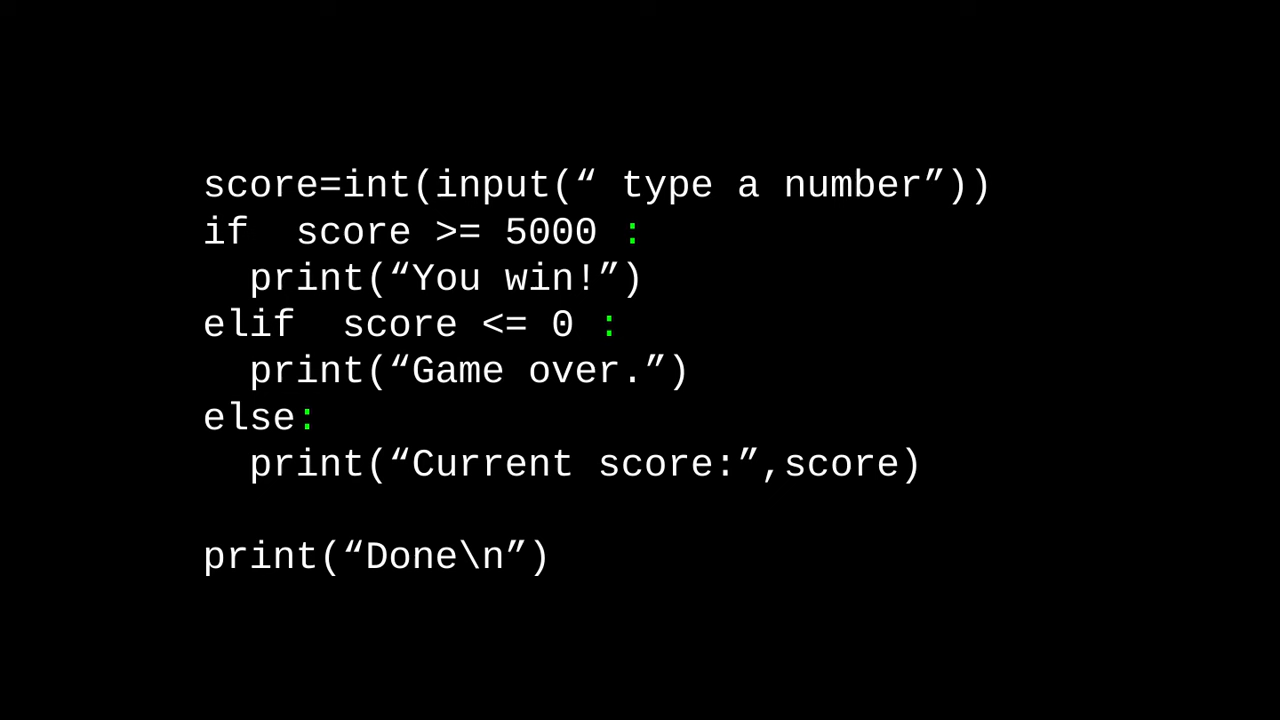 score=int(input(“ type a number”))
if  score >= 5000 :
  print(“You win!”)
elif  score <= 0 :
  print(“Game over.”)
else:
  print(“Current score:”,score)

print(“Done\n”)